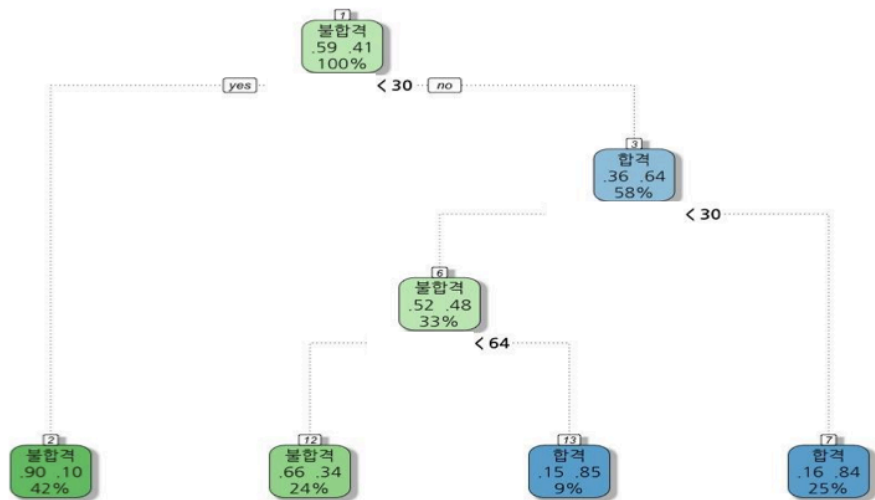 1
불합격
.59 .41
100%
yes < 30 no
3
합격
.36 .64
58%
< 30
6
불합격
.52 .48
33%
< 64
2
불합격
.90 .10
42%
12
불합격
.66 .34
24%
13
합격
.15 .85
9%
7
합격
.16 .84
25%